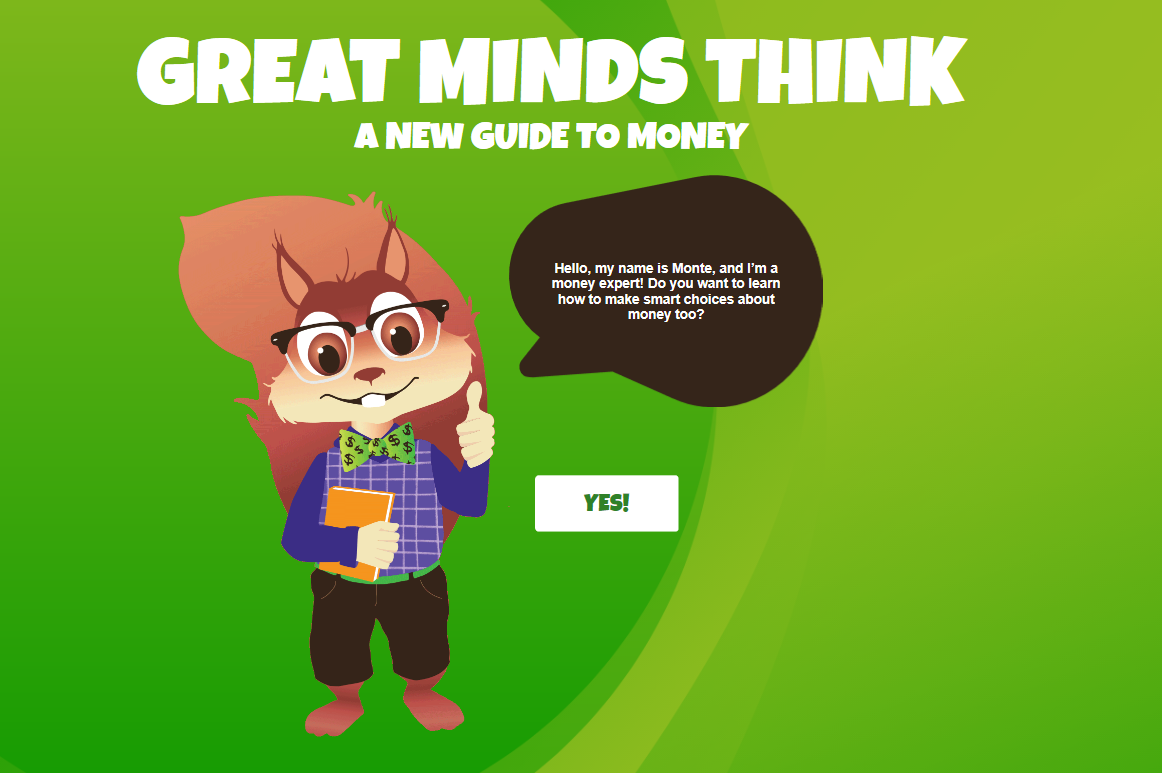 GREAT MINDS THINK
A NEW GUIDE TO MONEY
Hello, my name is Monte, and I’m a
money expert! Do you want to learn
how to make smart choices about
money too?
$ $ $ $ $ $ $
YES!